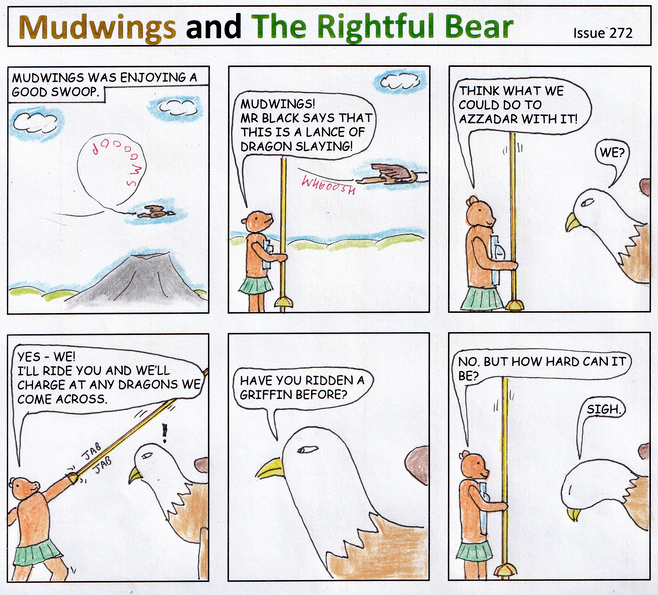 Mudwings and The Rightful Bear
Issue 272
MUDWINGS WAS ENJOYING A
GOOD SWOOP.
SWOOOOP
MUDWINGS!
MR BLACK SAYS THAT
THIS IS A LANCE OF
DRAGON SLAYING!
WHOOOSH
THINK WHAT WE
COULD DO TO
AZZADAR WITH IT!
WE?
YES - WE!
I'LL RIDE YOU AND WE'LL
CHARGE AT ANY DRAGONS WE
COME ACROSS.
JAB
JAB
!
HAVE YOU RIDDEN A
GRIFFIN BEFORE?
NO. BUT HOW HARD CAN IT
BE?
SIGH.